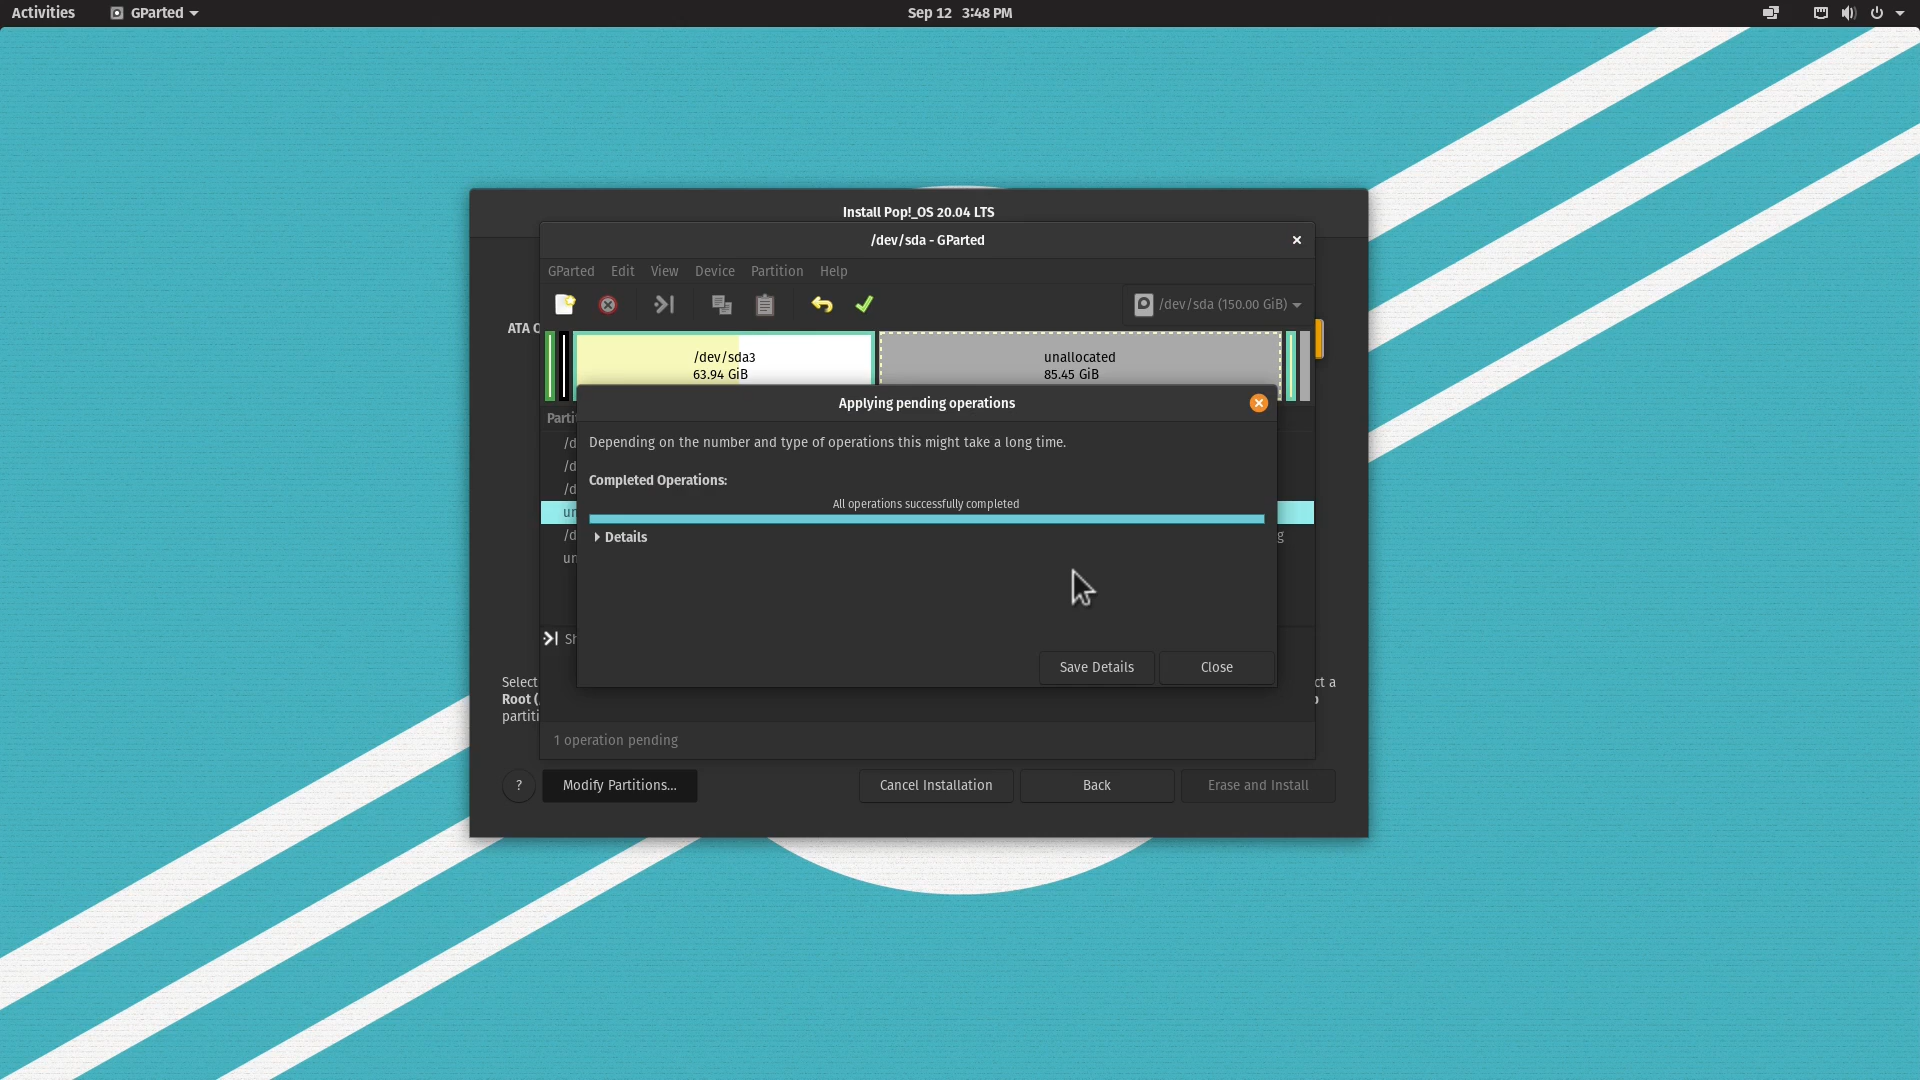 Activities GParted Sep 12 3:48 PM
Install Pop!_OS 20.04 LTS
/dev/sda - GParted
GParted Edit View Device Partition Help
/dev/sda (150.00 GiB)
ATA
/dev/sda3 unallocated
63.94 GiB 85.45 GiB
Applying pending operations
Depending on the number and type of operations this might take a long time.
Completed Operations:
All operations successfully completed
Details
Save Details Close
Select
Root (
1 operation pending
? Modify Partitions... Cancel Installation Back Erase and Install